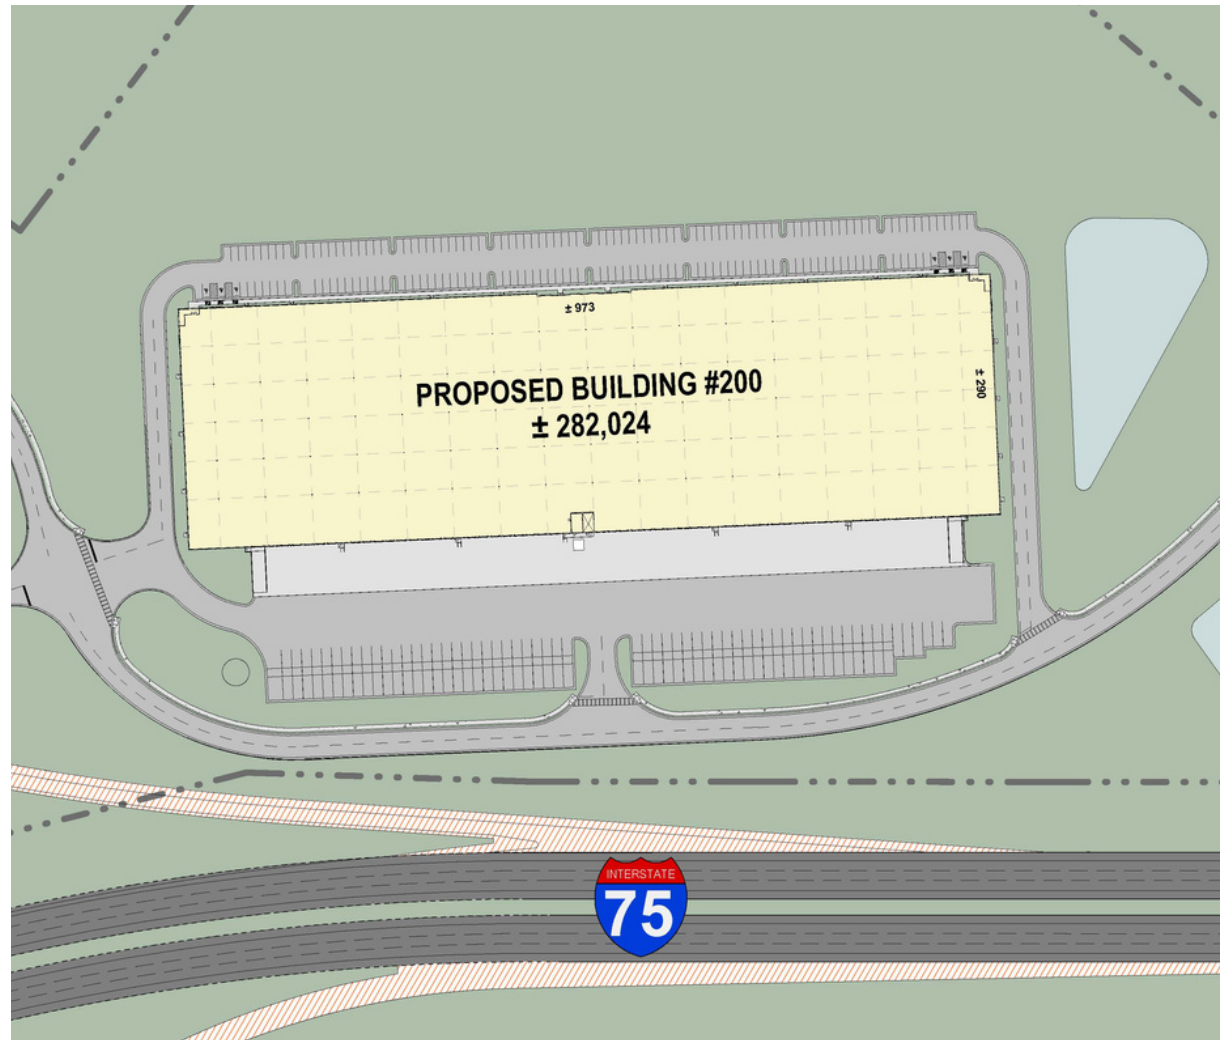 ± 973
PROPOSED BUILDING #200
± 282,024
± 290
INTERSTATE
75